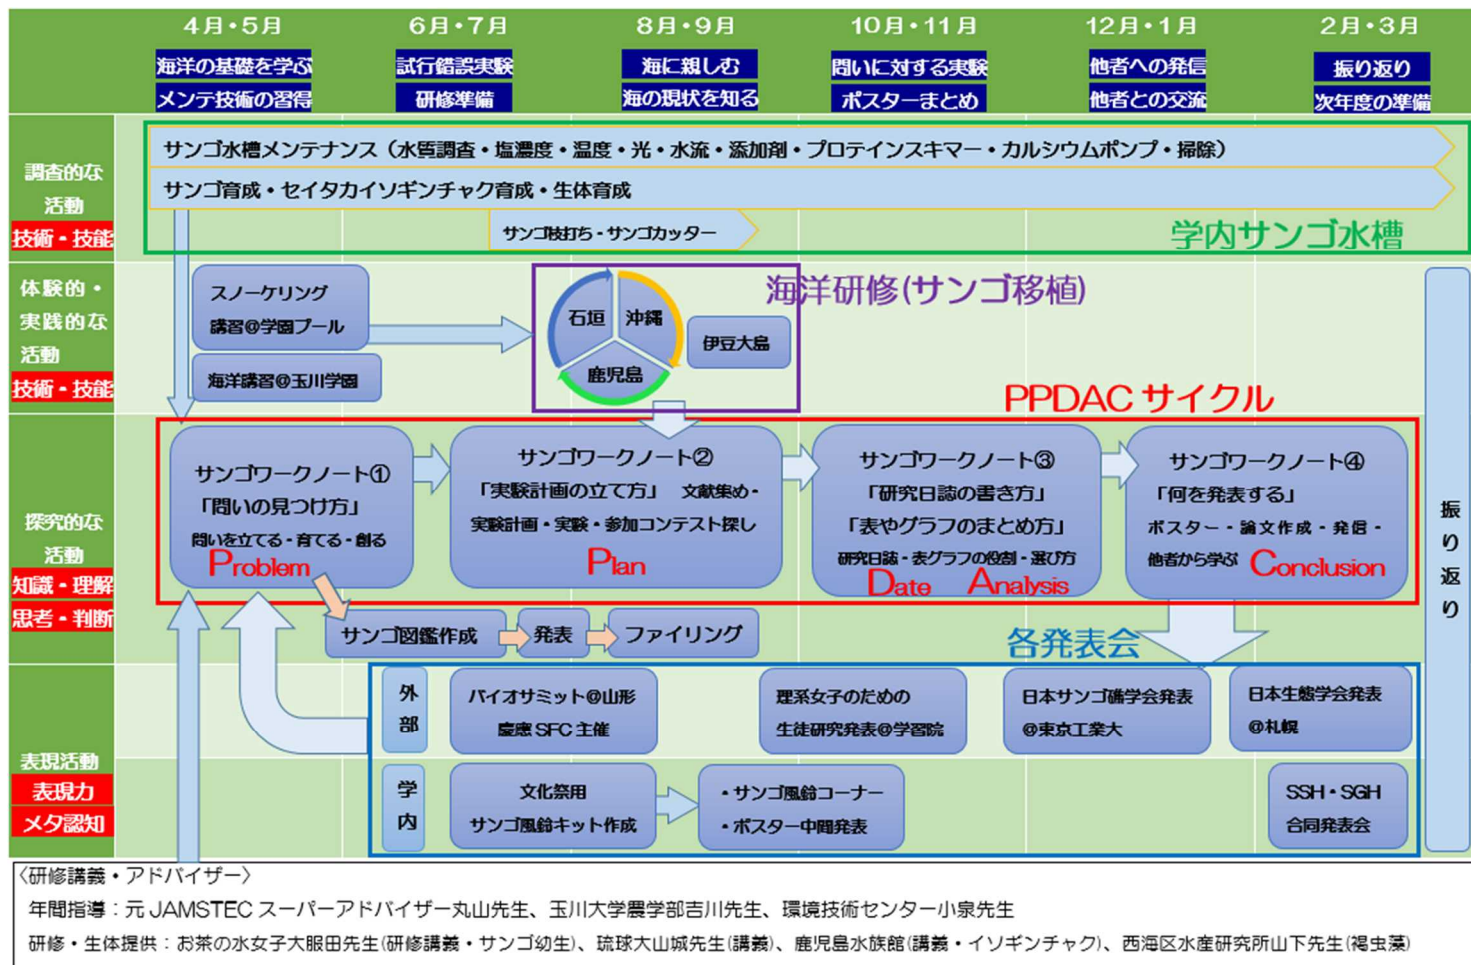 4月・5月
6月・7月
8月・9月
10月・11月
12月・1月
2月・3月
海洋の基礎を学ぶ
メンテ技術の習得
試行錯誤実験
研修準備
海に親しむ
海の現状を知る
問いに対する実験
ポスターまとめ
他者への発信
他者との交流
振り返り
次年度の準備
調査的な
活動
技術・技能
サンゴ水槽メンテナンス（水質調査・塩濃度・温度・光・水流・添加剤・プロテインスキマー・カルシウムポンプ・掃除）
サンゴ育成・セイタカイソギンチャク育成・生体育成
サンゴ枝打ち・サンゴカッター
学内サンゴ水槽
体験的・
実践的な
活動
技術・技能
スノーケリング
講習@学園プール
海洋講習@玉川学園
石垣
沖縄
鹿児島
伊豆大島
海洋研修(サンゴ移植)
PPDACサイクル
探究的な
活動
知識・理解
思考・判断
サンゴワークノート①
「問いの見つけ方」
問いを立てる・育てる・創る
Problem
サンゴワークノート②
「実験計画の立て方」 文献集め・
実験計画・実験・参加コンテスト探し
Plan
サンゴワークノート③
「研究日誌の書き方」
「表やグラフのまとめ方」
研究日誌・表グラフの役割・選び方
Date Analysis
サンゴワークノート④
「何を発表する」
ポスター・論文作成・発信・
他者から学ぶ Conclusion
サンゴ図鑑作成
発表
ファイリング
各発表会
振り返り
表現活動
表現力
メタ認知
外部
バイオサミット@山形
慶應SFC主催
理系女子のための
生徒研究発表@学習院
日本サンゴ礁学会発表
@東京工業大
日本生態学会発表
@札幌
学内
文化祭用
サンゴ風鈴キット作成
・サンゴ風鈴コーナー
・ポスター中間発表
SSH・SGH
合同発表会
〈研修講義・アドバイザー〉
年間指導：元JAMSTECスーパーアドバイザー丸山先生、玉川大学農学部吉川先生、環境技術センター小泉先生
研修・生体提供：お茶の水女子大服田先生(研修講義・サンゴ幼生)、琉球大山城先生(講義)、鹿児島水族館(講義・イソギンチャク)、西海区水産研究所山下先生(褐虫藻)